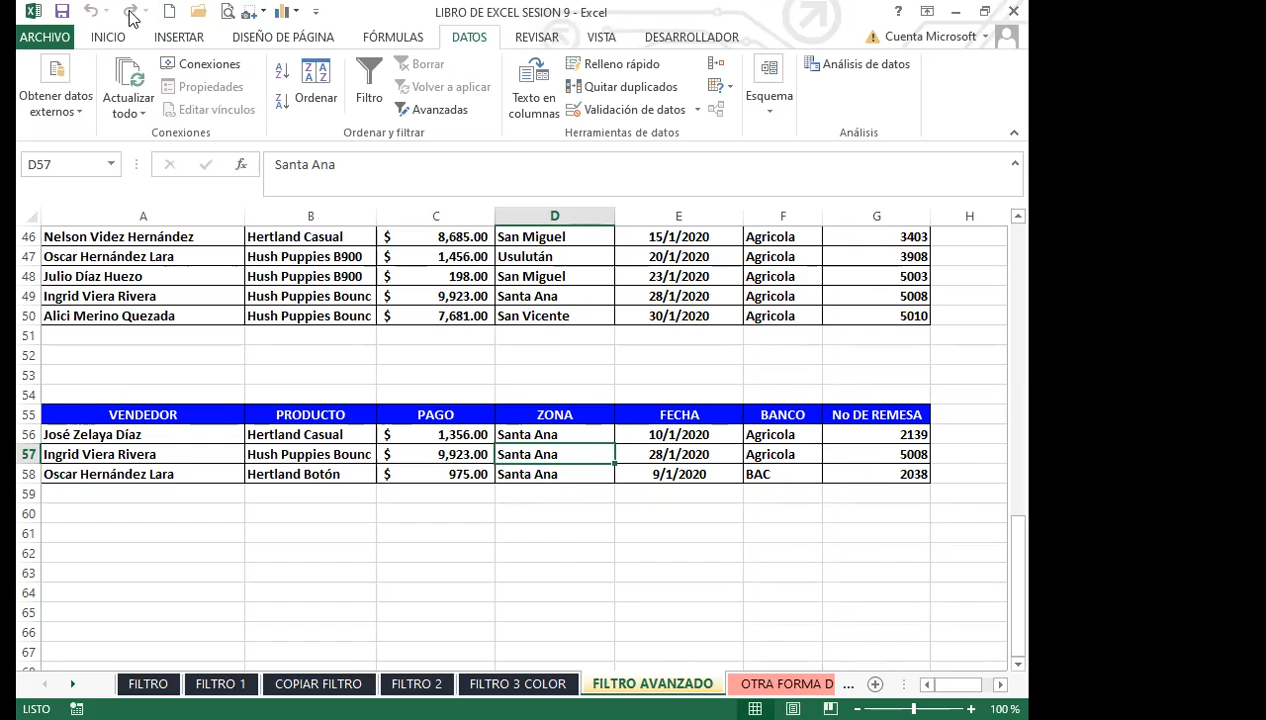 LIBRO DE EXCEL SESION 9 - Excel
ARCHIVO INICIO INSERTAR DISEÑO DE PÁGINA FÓRMULAS DATOS REVISAR VISTA DESARROLLADOR Cuenta Microsoft
Obtener datos externos
Actualizar todo
Conexiones
Propiedades
Editar vínculos
Conexiones
Ordenar
Filtro
Borrar
Volver a aplicar
Avanzadas
Ordenar y filtrar
Texto en columnas
Relleno rápido
Quitar duplicados
Validación de datos
Herramientas de datos
Esquema
Análisis de datos
Análisis
D57 fx Santa Ana
A B C D E F G H
46 Nelson Videz Hernández Hertland Casual $ 8,685.00 San Miguel 15/1/2020 Agricola 3403
47 Oscar Hernández Lara Hush Puppies B900 $ 1,456.00 Usulután 20/1/2020 Agricola 3908
48 Julio Díaz Huezo Hush Puppies B900 $ 198.00 San Miguel 23/1/2020 Agricola 5003
49 Ingrid Viera Rivera Hush Puppies Bounc $ 9,923.00 Santa Ana 28/1/2020 Agricola 5008
50 Alici Merino Quezada Hush Puppies Bounc $ 7,681.00 San Vicente 30/1/2020 Agricola 5010
51
52
53
54
55 VENDEDOR PRODUCTO PAGO ZONA FECHA BANCO No DE REMESA
56 José Zelaya Díaz Hertland Casual $ 1,356.00 Santa Ana 10/1/2020 Agricola 2139
57 Ingrid Viera Rivera Hush Puppies Bounc $ 9,923.00 Santa Ana 28/1/2020 Agricola 5008
58 Oscar Hernández Lara Hertland Botón $ 975.00 Santa Ana 9/1/2020 BAC 2038
59
60
61
62
63
64
65
66
67
FILTRO FILTRO 1 COPIAR FILTRO FILTRO 2 FILTRO 3 COLOR FILTRO AVANZADO OTRA FORMA D ...
LISTO 100 %